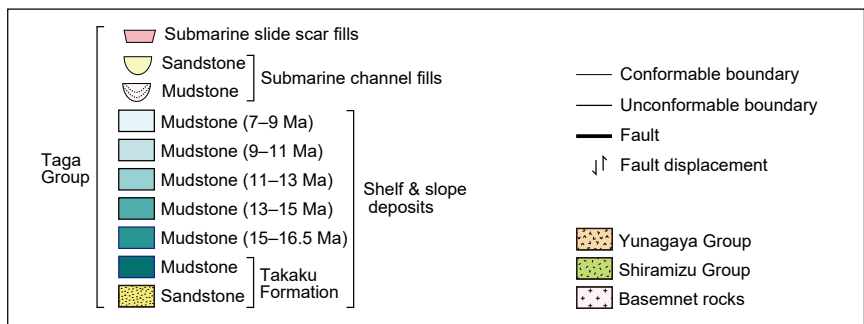 Submarine slide scar fills
Sandstone
Mudstone
Submarine channel fills
Mudstone (7–9 Ma)
Mudstone (9–11 Ma)
Mudstone (11–13 Ma)
Mudstone (13–15 Ma)
Mudstone (15–16.5 Ma)
Shelf & slope
deposits
Mudstone
Sandstone
Takaku
Formation
Taga
Group
Conformable boundary
Unconformable boundary
Fault
Fault displacement
Yunagaya Group
Shiramizu Group
Basemnet rocks